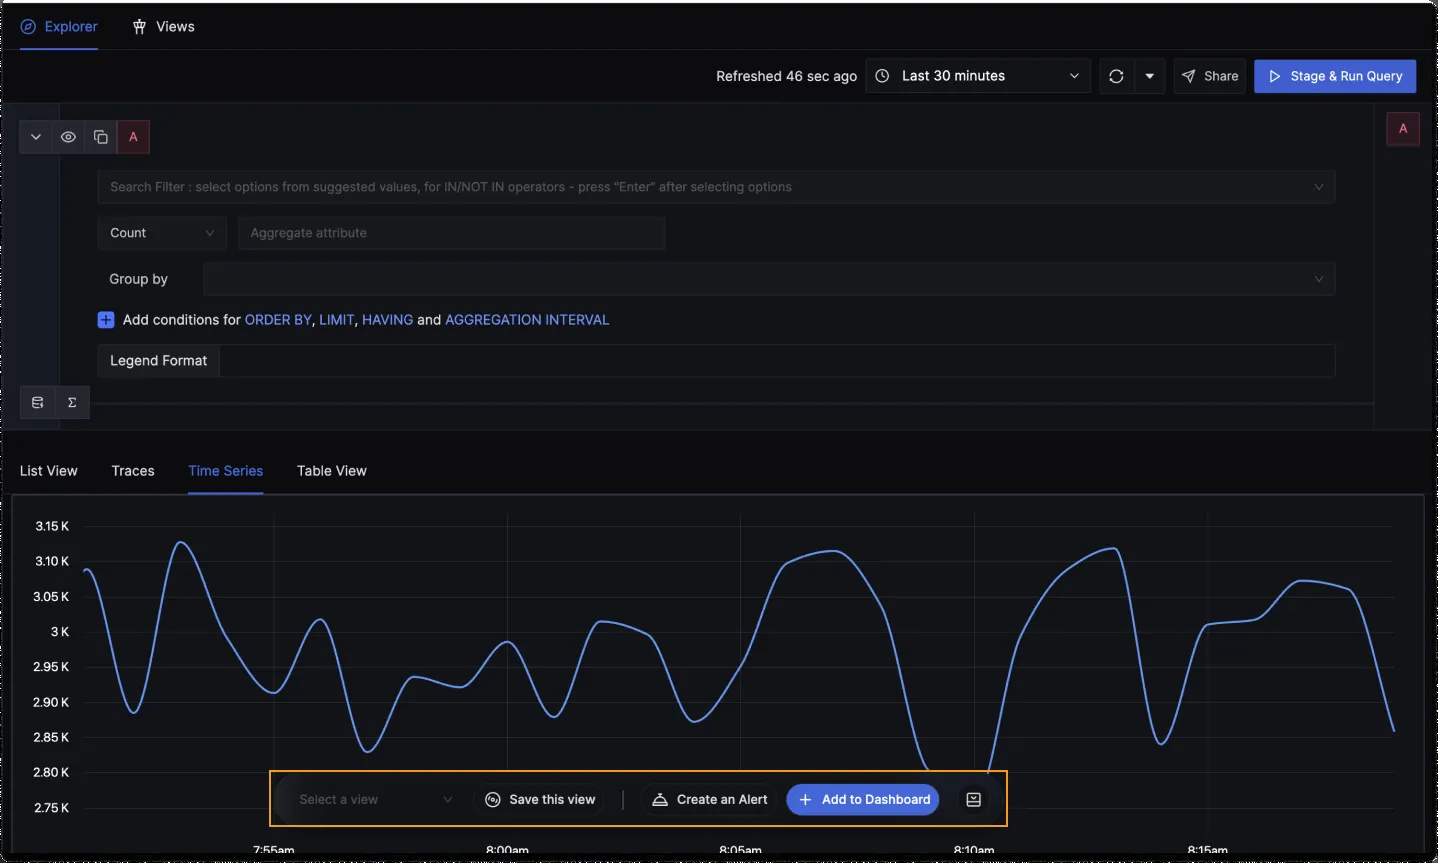 Explorer Views
Refreshed 46 sec ago Last 30 minutes Share Stage & Run Query
A A
Search Filter : select options from suggested values, for IN/NOT IN operators - press "Enter" after selecting options
Count Aggregate attribute
Group by
Add conditions for ORDER BY, LIMIT, HAVING and AGGREGATION INTERVAL
Legend Format
Σ
List View Traces Time Series Table View
3.15 K
3.10 K
3.05 K
3 K
2.95 K
2.90 K
2.85 K
2.80 K
2.75 K
Select a view Save this view Create an Alert Add to Dashboard
7:55am 8:00am 8:05am 8:10am 8:15am